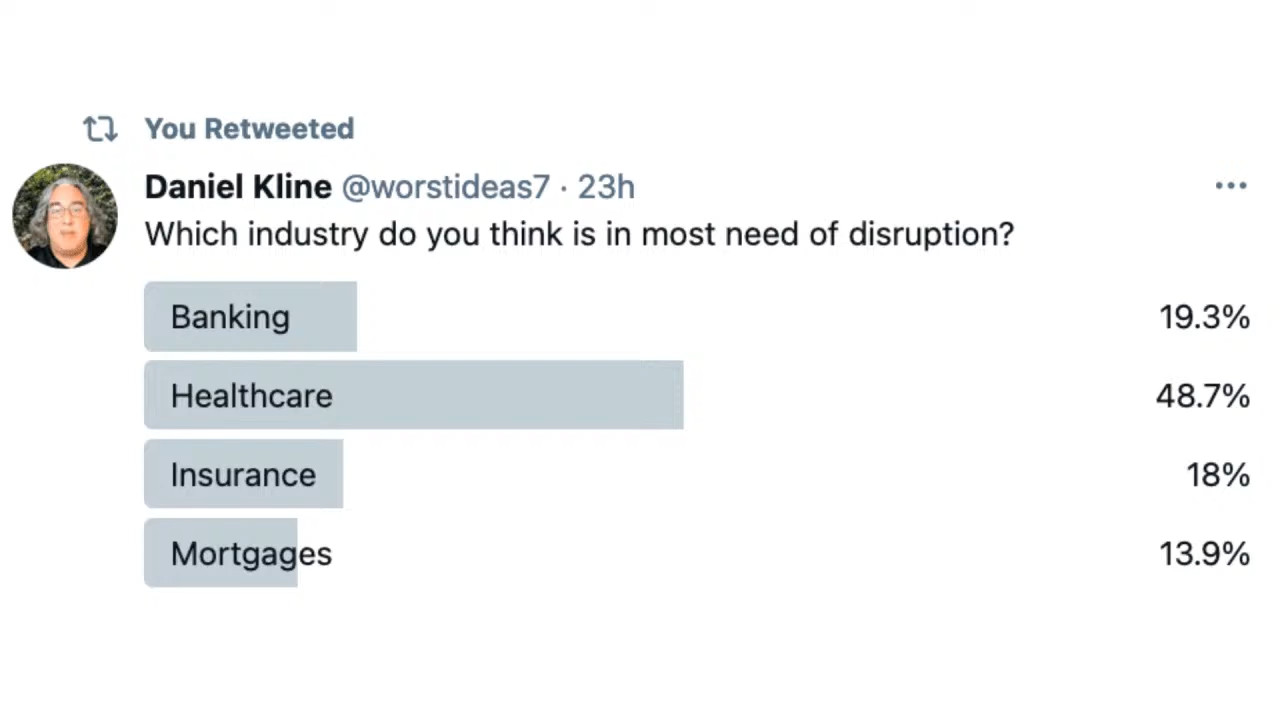 You Retweeted
Daniel Kline @worstideas7 · 23h
Which industry do you think is in most need of disruption?
Banking 19.3%
Healthcare 48.7%
Insurance 18%
Mortgages 13.9%